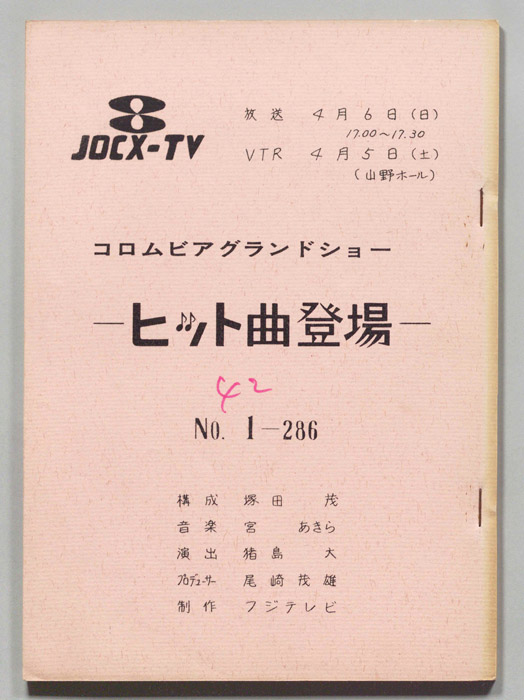 JOCX-TV
放送 4月6日(日)
17.00〜17.30
VTR 4月5日(土)
(山野ホール)
コロムビアグランドショー
—ヒット曲登場—
42
No. 1—286
構成 塚田 茂
音楽 宮 あきら
演出 猪島 大
プロデューサー 尾崎茂雄
制作 フジテレビ